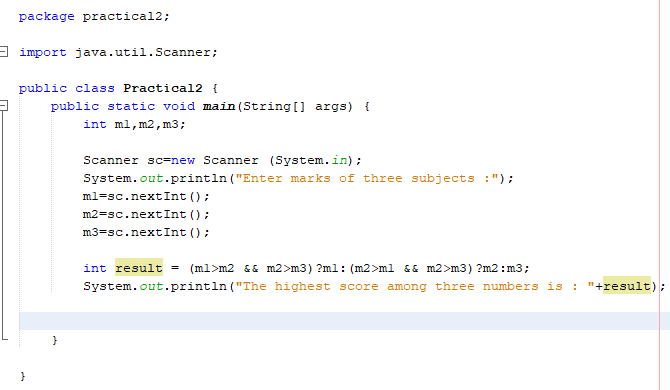 package practical2;
import java.util.Scanner;
public class Practical2 {
public static void main(String[] args) {
int m1,m2,m3;
Scanner sc=new Scanner (System.in);
System.out.println("Enter marks of three subjects :");
m1=sc.nextInt();
m2=sc.nextInt();
m3=sc.nextInt();
int result = (m1>m2 && m2>m3)?m1:(m2>m1 && m2>m3)?m2:m3;
System.out.println("The highest score among three numbers is : "+result);
}
}